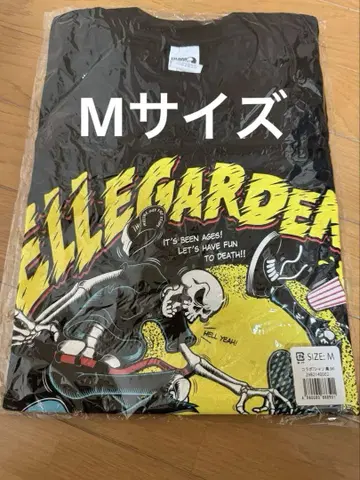 Mサイズ
ELLEGARDEN
IT'S BEEN AGES!
LET'S HAVE FUN
TO DEATH!!
HELL YEAH!
SIZE: M